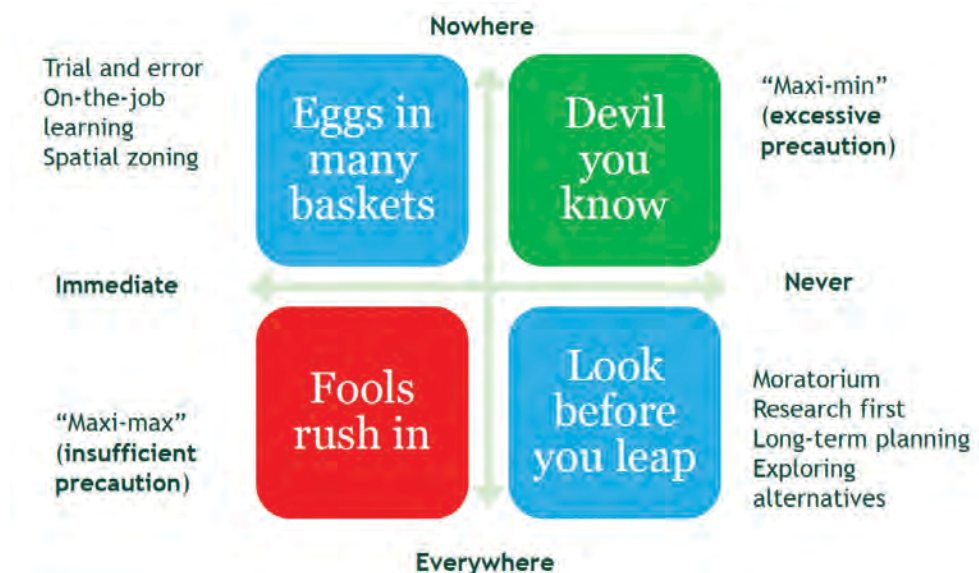 Nowhere
Trial and error
On-the-job
learning
Spatial zoning
Eggs in
many
baskets
Devil
you
know
“Maxi-min”
(excessive
precaution)
Immediate
Never
“Maxi-max”
(insufficient
precaution)
Fools
rush in
Look
before
you leap
Moratorium
Research first
Long-term planning
Exploring
alternatives
Everywhere